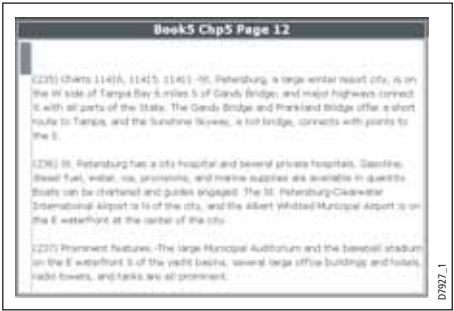 Book5 Chp5 Page 12
(235) Charts 11416, 11415, 11411 -St. Petersburg, a large winter resort city, is on
the W side of Tampa Bay 6 miles S of Gandy Bridge; and major highways connect
it with all parts of the State. The Gandy Bridge and Frankland Bridge offer a short
route to Tampa, and the Sunshine Skyway, a toll bridge, connects with points to
the S.
(236) St. Petersburg has a city hospital and several private hospitals. Gasoline,
diesel fuel, water, ice, provisions, and marine supplies are available in quantity.
Boats can be chartered and guides engaged. The St. Petersburg-Clearwater
International Airport is N of the city, and the Albert Whitted Municipal Airport is on
the E waterfront at the center of the city.
(237) Prominent features -The large Municipal Auditorium and the baseball stadium
on the E waterfront S of the yacht basins, several large office buildings and hotels,
radio towers, and tanks are all prominent.
D7927_1